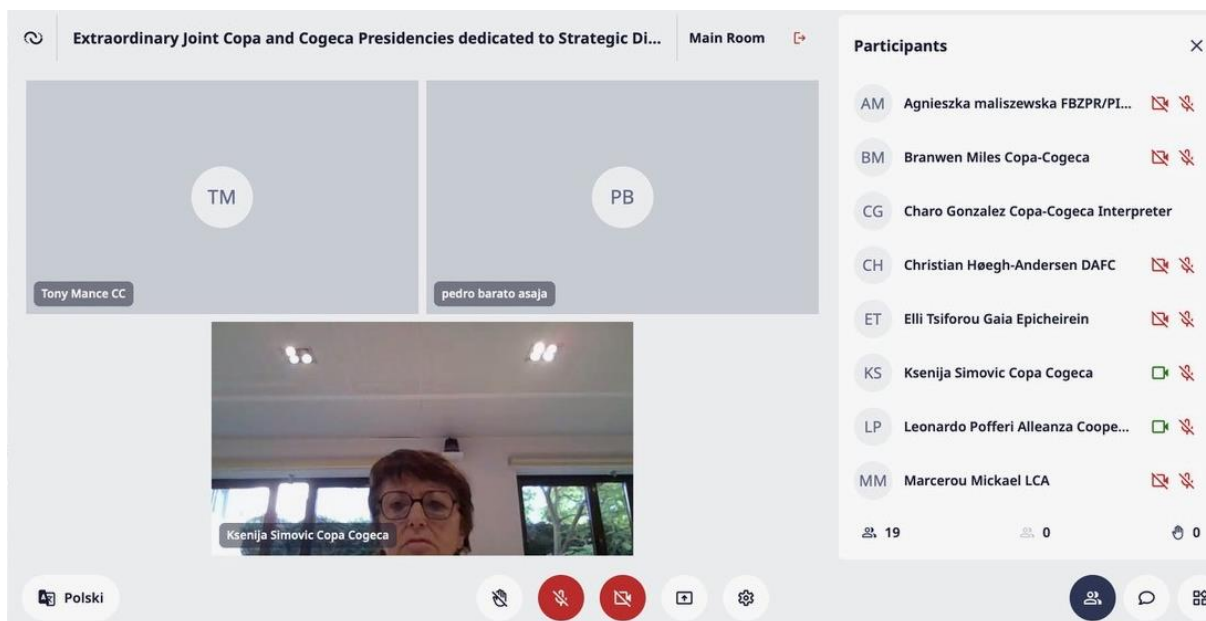 Extraordinary Joint Copa and Cogeca Presidencies dedicated to Strategic Di...
Main Room
TM
Tony Mance CC
PB
pedro barato asaja
Ksenija Simovic Copa Cogeca
Polski
Participants
AM Agnieszka maliszewska FBZPR/PI...
BM Branwen Miles Copa-Cogeca
CG Charo Gonzalez Copa-Cogeca Interpreter
CH Christian Høegh-Andersen DAFC
ET Elli Tsiforou Gaia Epicheirein
KS Ksenija Simovic Copa Cogeca
LP Leonardo Pofferi Alleanza Coope...
MM Marcerou Mickael LCA
19 0 0